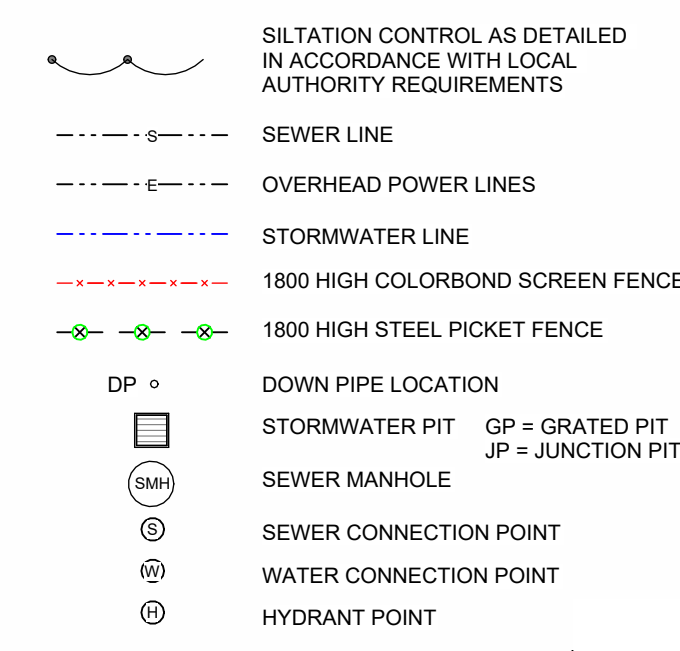 SILTATION CONTROL AS DETAILED
IN ACCORDANCE WITH LOCAL
AUTHORITY REQUIREMENTS
S SEWER LINE
E OVERHEAD POWER LINES
STORMWATER LINE
1800 HIGH COLORBOND SCREEN FENCE
1800 HIGH STEEL PICKET FENCE
DP DOWN PIPE LOCATION
STORMWATER PIT GP = GRATED PIT
JP = JUNCTION PIT
SMH SEWER MANHOLE
S SEWER CONNECTION POINT
W WATER CONNECTION POINT
H HYDRANT POINT